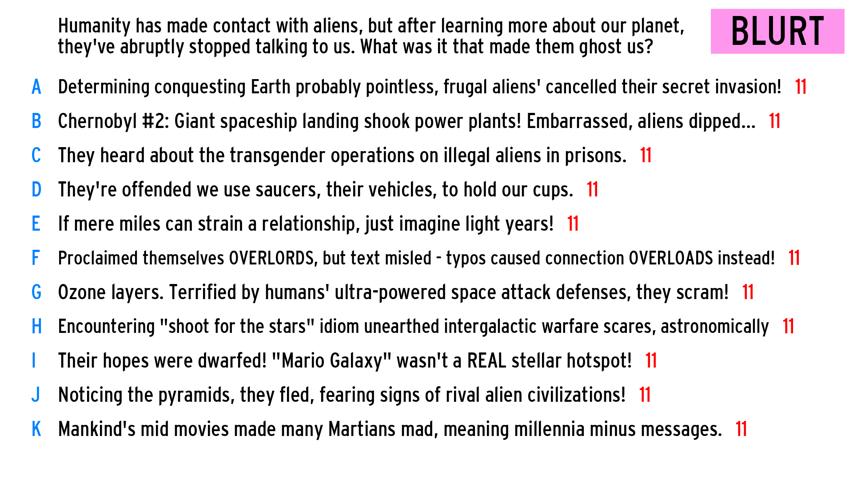 Humanity has made contact with aliens, but after learning more about our planet,
they've abruptly stopped talking to us. What was it that made them ghost us?
BLURT
A Determining conquesting Earth probably pointless, frugal aliens' cancelled their secret invasion! 11
B Chernobyl #2: Giant spaceship landing shook power plants! Embarrassed, aliens dipped... 11
C They heard about the transgender operations on illegal aliens in prisons. 11
D They're offended we use saucers, their vehicles, to hold our cups. 11
E If mere miles can strain a relationship, just imagine light years! 11
F Proclaimed themselves OVERLORDS, but text misled - typos caused connection OVERLOADS instead! 11
G Ozone layers. Terrified by humans' ultra-powered space attack defenses, they scram! 11
H Encountering "shoot for the stars" idiom unearthed intergalactic warfare scares, astronomically 11
I Their hopes were dwarfed! "Mario Galaxy" wasn't a REAL stellar hotspot! 11
J Noticing the pyramids, they fled, fearing signs of rival alien civilizations! 11
K Mankind's mid movies made many Martians mad, meaning millennia minus messages. 11